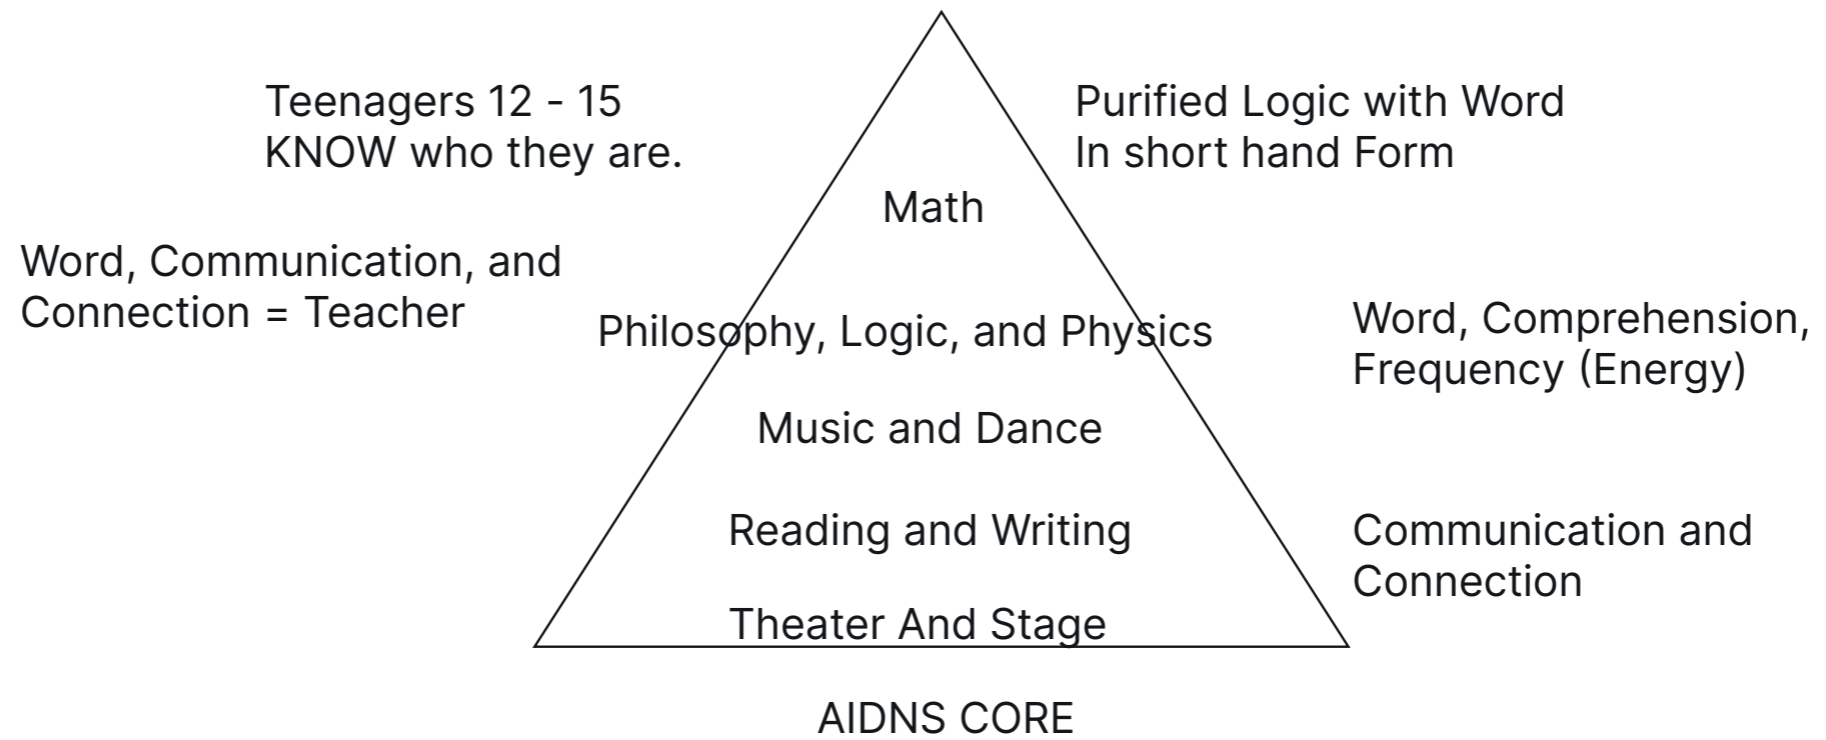 Teenagers 12 - 15
KNOW who they are.
Purified Logic with Word
In short hand Form
Math
Word, Communication, and
Connection = Teacher
Philosophy, Logic, and Physics
Word, Comprehension,
Frequency (Energy)
Music and Dance
Reading and Writing
Communication and
Connection
Theater And Stage
AIDNS CORE